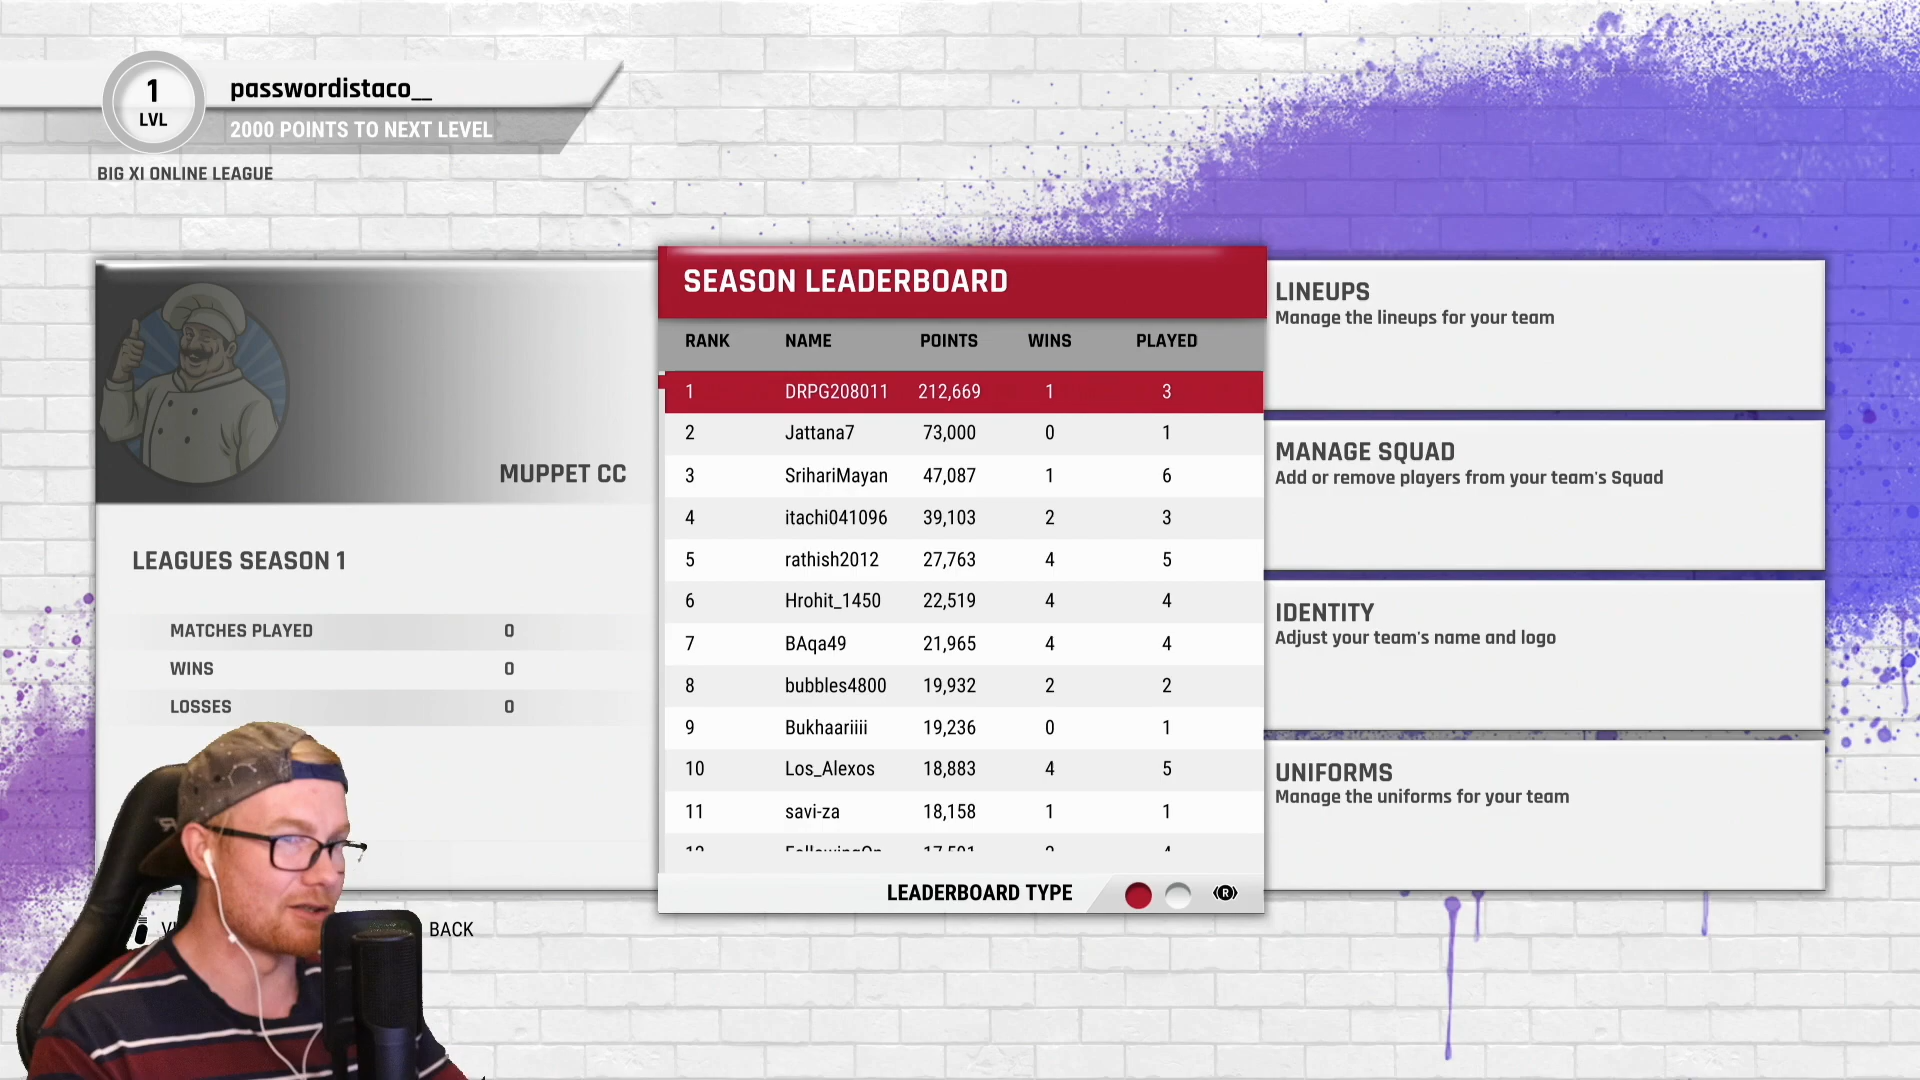 1
LVL
passwordistaco__
2000 POINTS TO NEXT LEVEL
BIG XI ONLINE LEAGUE
MUPPET CC
LEAGUES SEASON 1
MATCHES PLAYED 0
WINS 0
LOSSES 0
SEASON LEADERBOARD
RANK NAME POINTS WINS PLAYED
1 DRPG208011 212,669 1 3
2 Jattana7 73,000 0 1
3 SrihariMayan 47,087 1 6
4 itachi041096 39,103 2 3
5 rathish2012 27,763 4 5
6 Hrohit_1450 22,519 4 4
7 BAqa49 21,965 4 4
8 bubbles4800 19,932 2 2
9 Bukhaariiii 19,236 0 1
10 Los_Alexos 18,883 4 5
11 savi-za 18,158 1 1
LEADERBOARD TYPE R
LINEUPS
Manage the lineups for your team
MANAGE SQUAD
Add or remove players from your team's Squad
IDENTITY
Adjust your team's name and logo
UNIFORMS
Manage the uniforms for your team
BACK